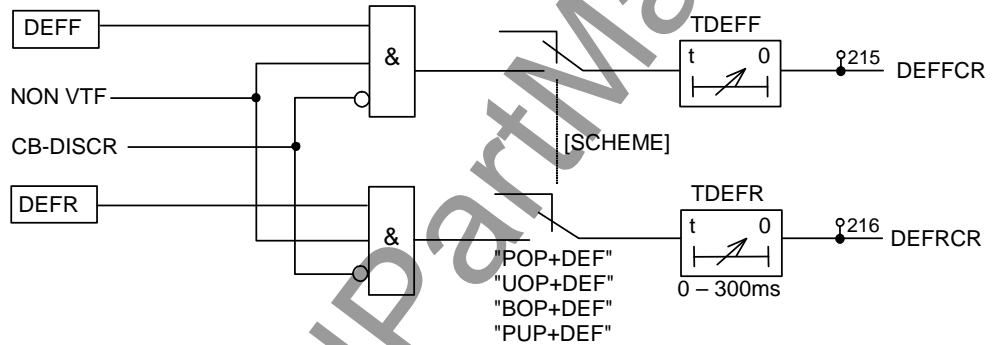 DEFF
TDEFF
&
t 0
215
DEFFCR
NON VTF
CB-DISCR
[SCHEME]
DEFR
TDEFR
&
t 0
216
DEFRCR
"POP+DEF"
"UOP+DEF"
"BOP+DEF"
"PUP+DEF"
0 – 300ms